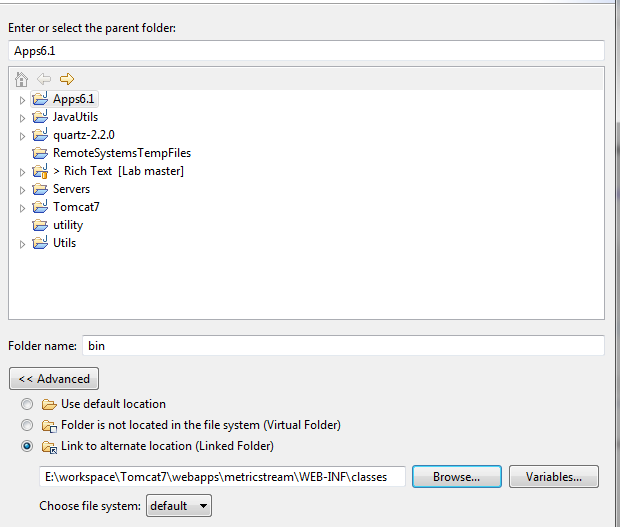 Enter or select the parent folder:
Apps6.1
Apps6.1
JavaUtils
quartz-2.2.0
RemoteSystemsTempFiles
> Rich Text [Lab master]
Servers
Tomcat7
utility
Utils
Folder name: bin
<< Advanced
Use default location
Folder is not located in the file system (Virtual Folder)
Link to alternate location (Linked Folder)
E:\workspace\Tomcat7\webapps\metricstream\WEB-INF\classes Browse... Variables...
Choose file system: default